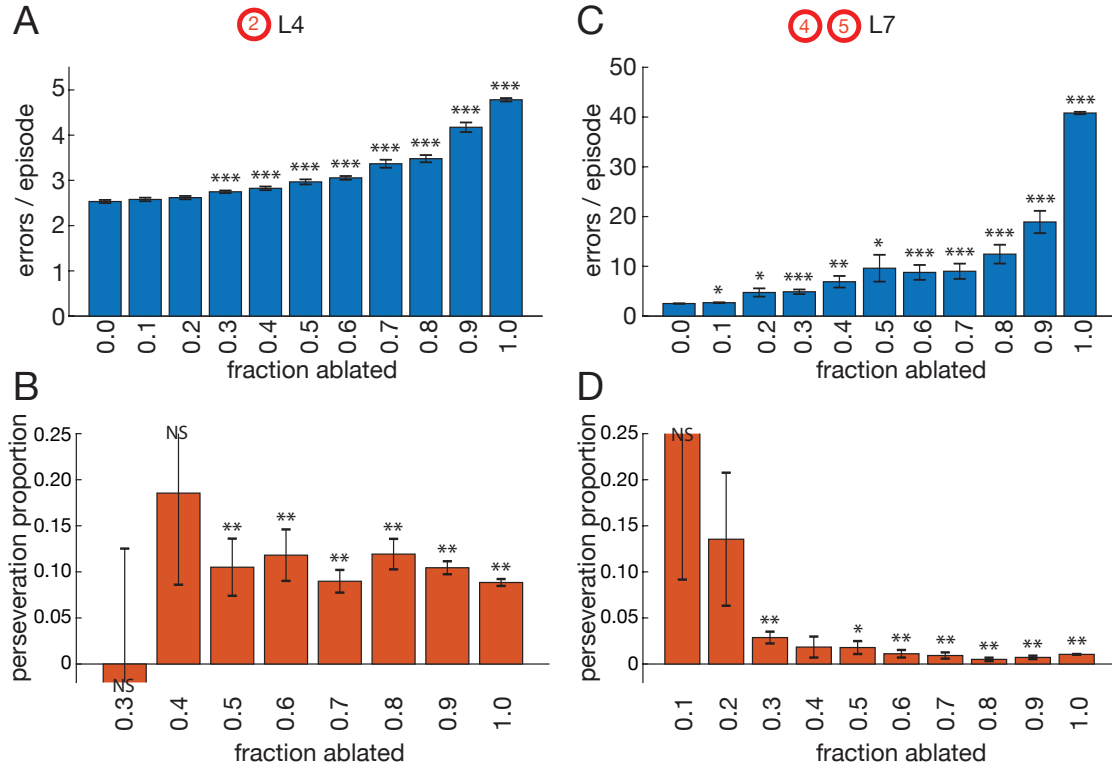 A
2 L4
errors / episode
5
4
3
2
1
0
*** *** *** *** *** *** *** ***
0.0 0.1 0.2 0.3 0.4 0.5 0.6 0.7 0.8 0.9 1.0
fraction ablated
B
perseveration proportion
0.25
0.20
0.15
0.10
0.05
0
NS NS ** ** ** ** ** **
0.3 0.4 0.5 0.6 0.7 0.8 0.9 1.0
fraction ablated
C
4 5 L7
errors / episode
50
40
30
20
10
0
* * *** ** * *** *** *** *** ***
0.0 0.1 0.2 0.3 0.4 0.5 0.6 0.7 0.8 0.9 1.0
fraction ablated
D
perseveration proportion
0.25
0.20
0.15
0.10
0.05
0
NS ** * ** ** ** ** **
0.1 0.2 0.3 0.4 0.5 0.6 0.7 0.8 0.9 1.0
fraction ablated